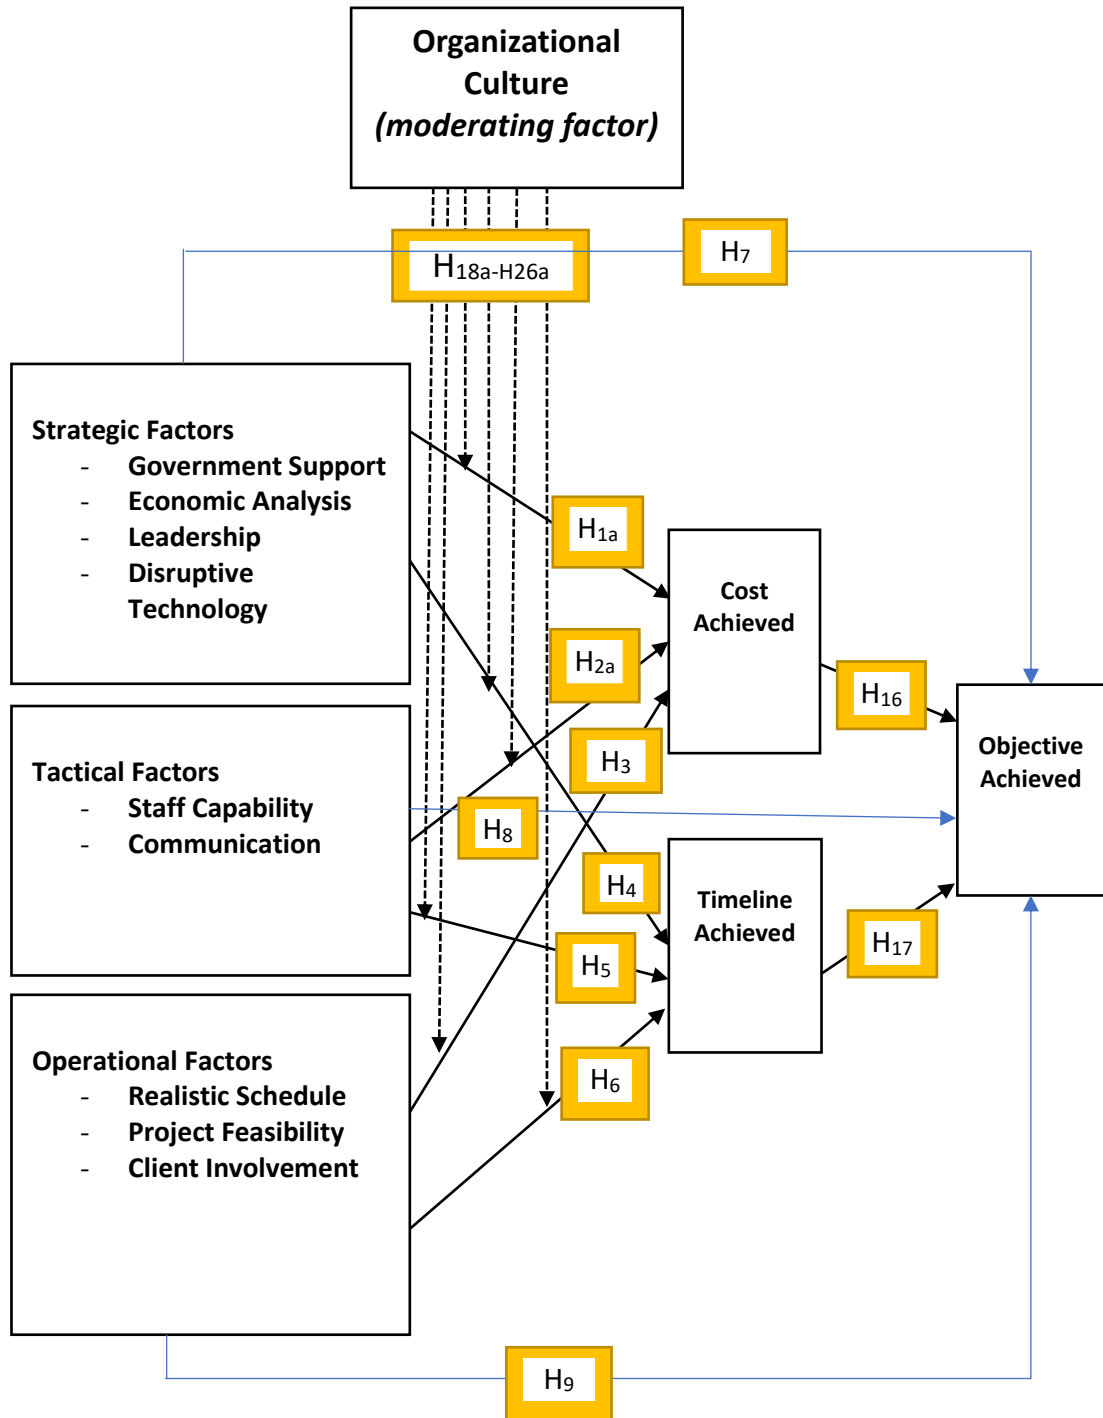 Organizational
Culture
(moderating factor)
H18a-H26a
H7
Strategic Factors
- Government Support
- Economic Analysis
- Leadership
- Disruptive
Technology
H1a
Cost
Achieved
H2a
H16
Tactical Factors
- Staff Capability
- Communication
H3
Objective
Achieved
H8
H4
Timeline
Achieved
H5
H17
Operational Factors
- Realistic Schedule
- Project Feasibility
- Client Involvement
H6
H9